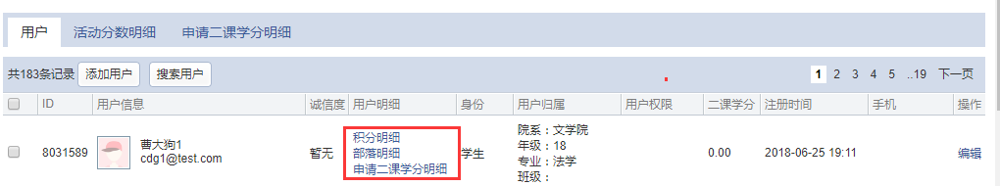 用户 活动分数明细 申请二课学分明细
共183条记录 添加用户 搜索用户 1 2 3 4 5 ..19 下一页
ID 用户信息 诚信度 用户明细 身份 用户归属 用户权限 二课学分 注册时间 手机 操作
8031589 曹大狗1 cdg1@test.com 暂无 积分明细 部落明细 申请二课学分明细 学生 院系：文学院 年级：18 专业：法学 班级： 0.00 2018-06-25 19:11 编辑